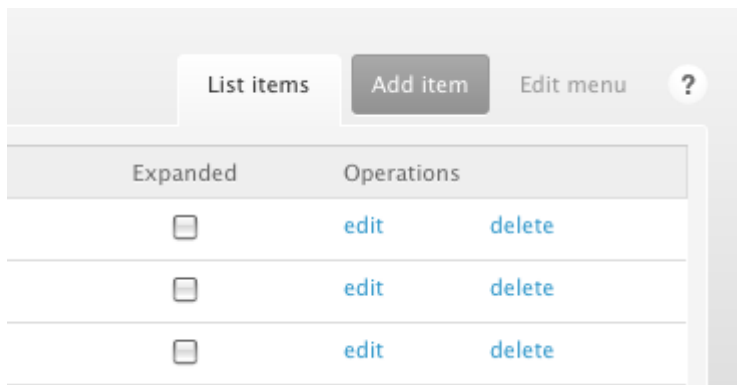 List items Add item Edit menu ?
Expanded Operations
edit delete
edit delete
edit delete